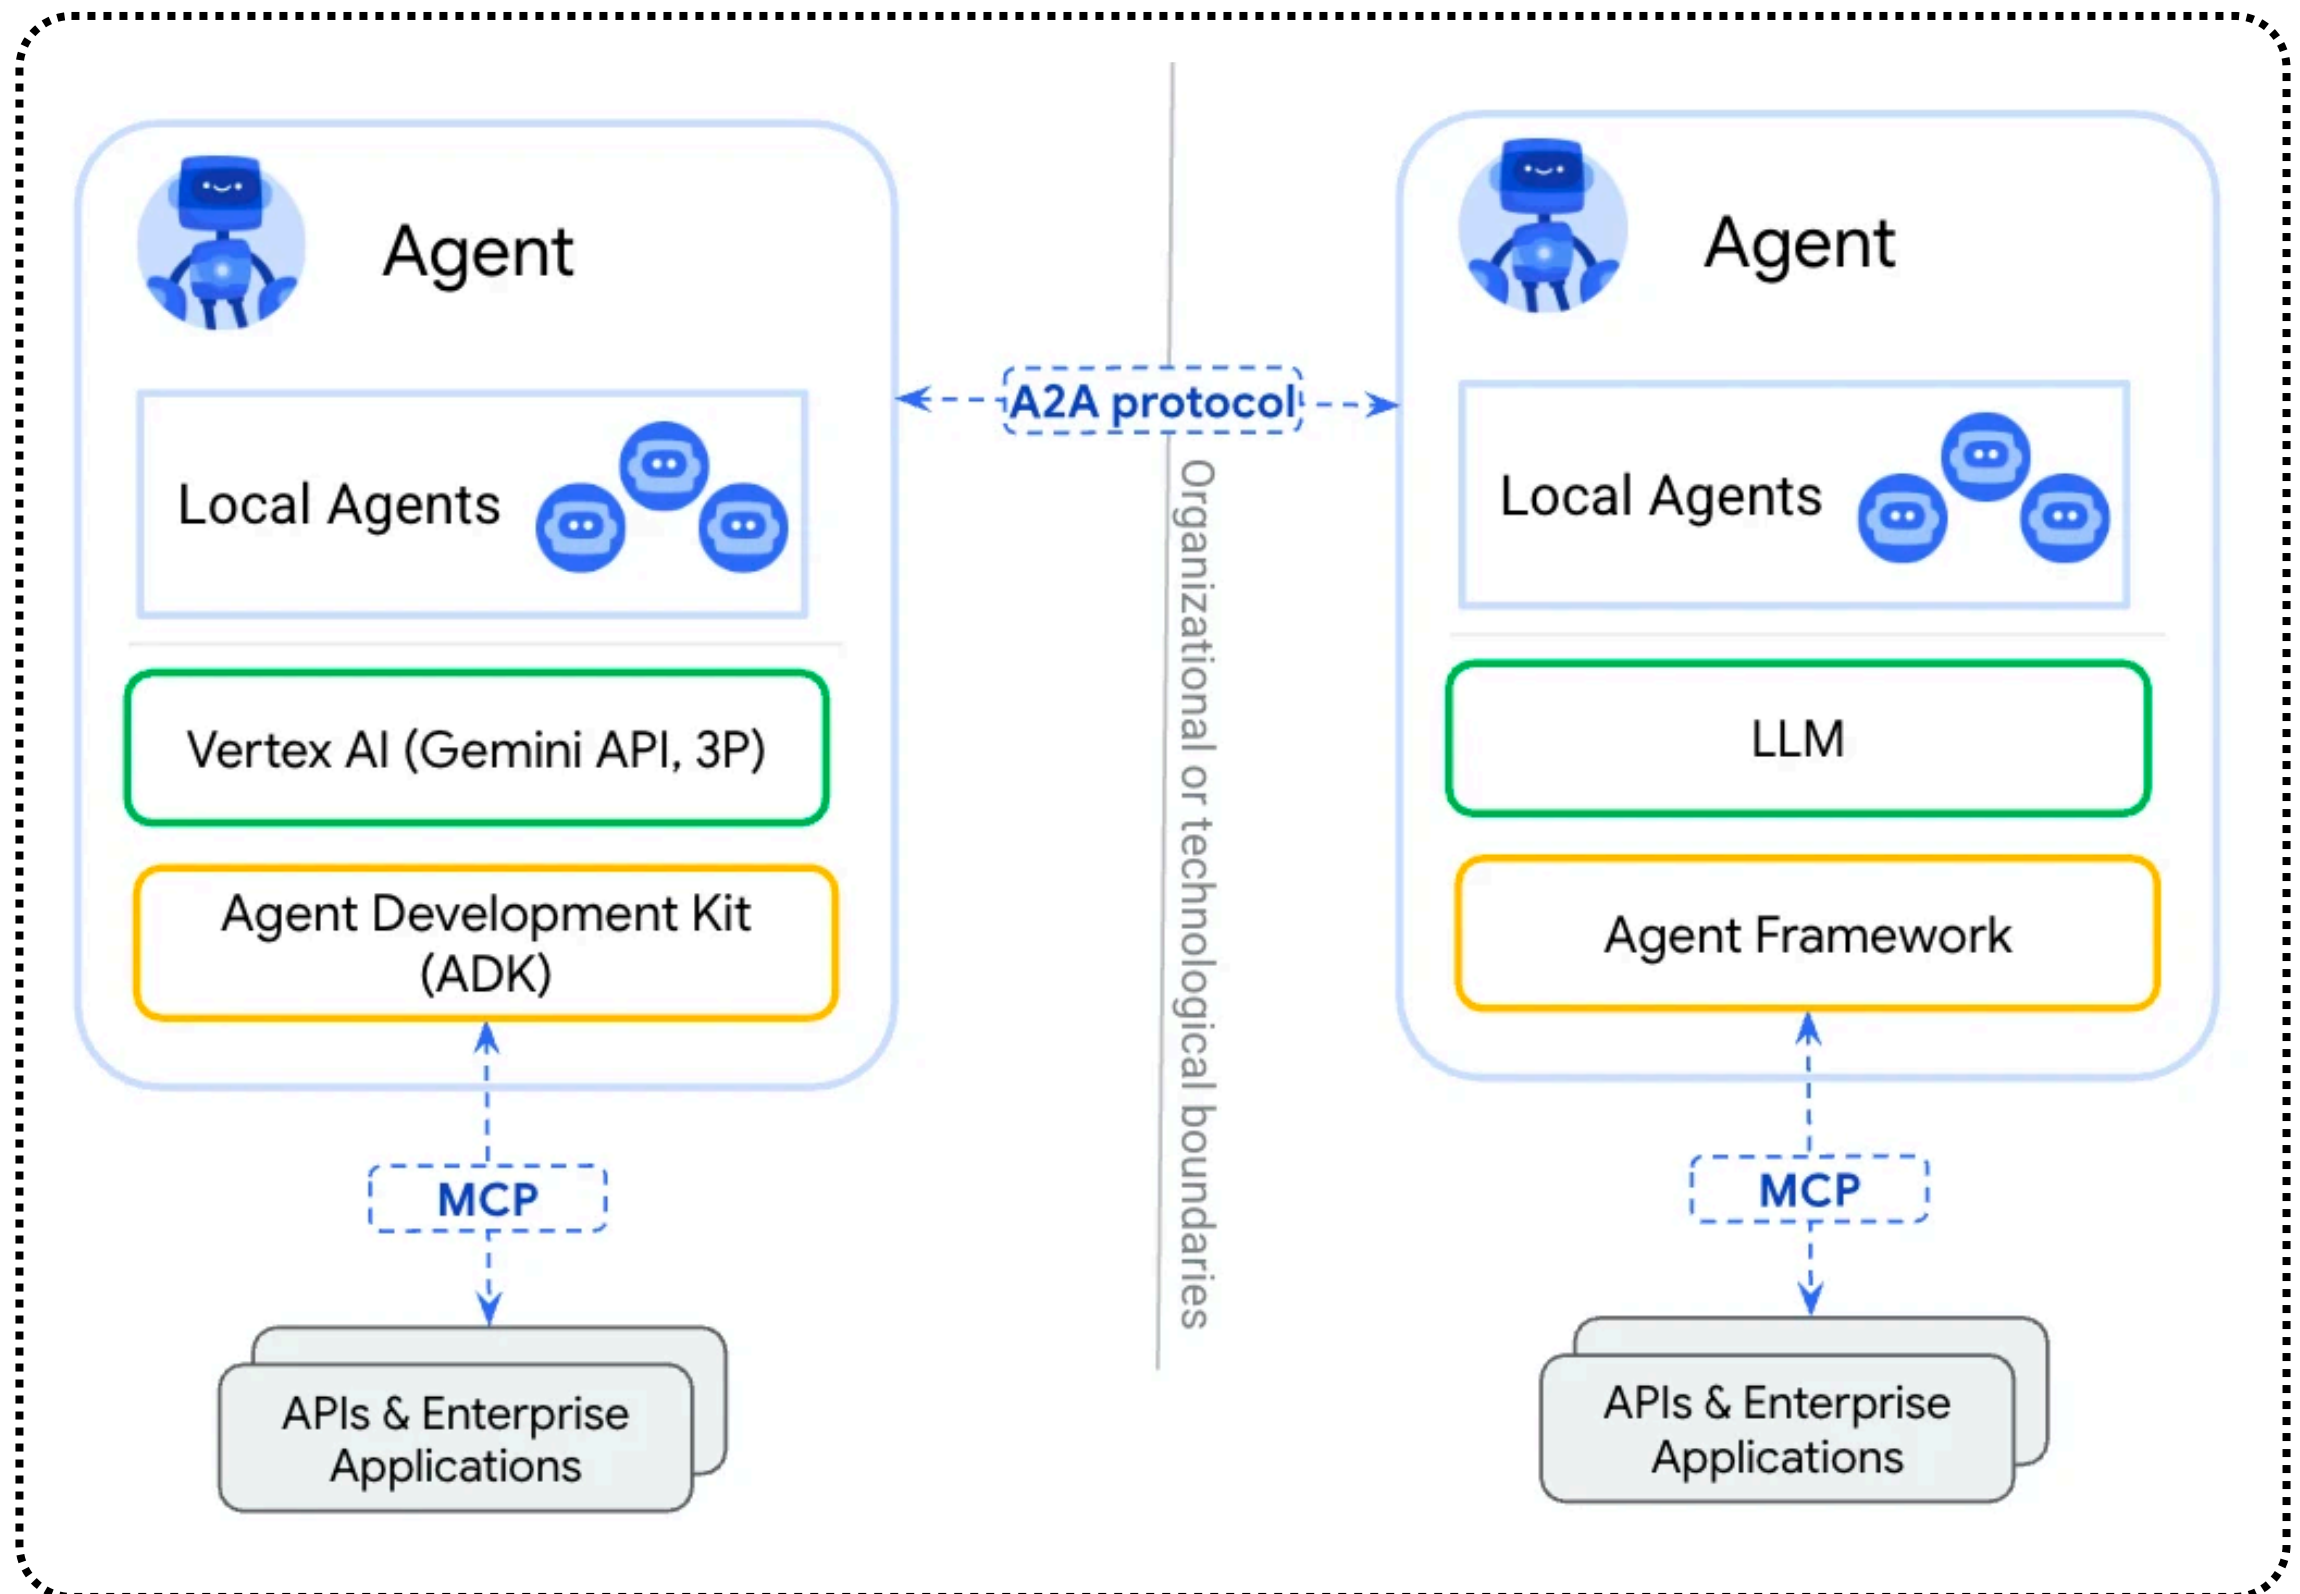 Agent
Local Agents
Vertex AI (Gemini API, 3P)
Agent Development Kit
(ADK)
MCP
APIs & Enterprise
Applications
A2A protocol
Organizational or technological boundaries
Agent
Local Agents
LLM
Agent Framework
MCP
APIs & Enterprise
Applications